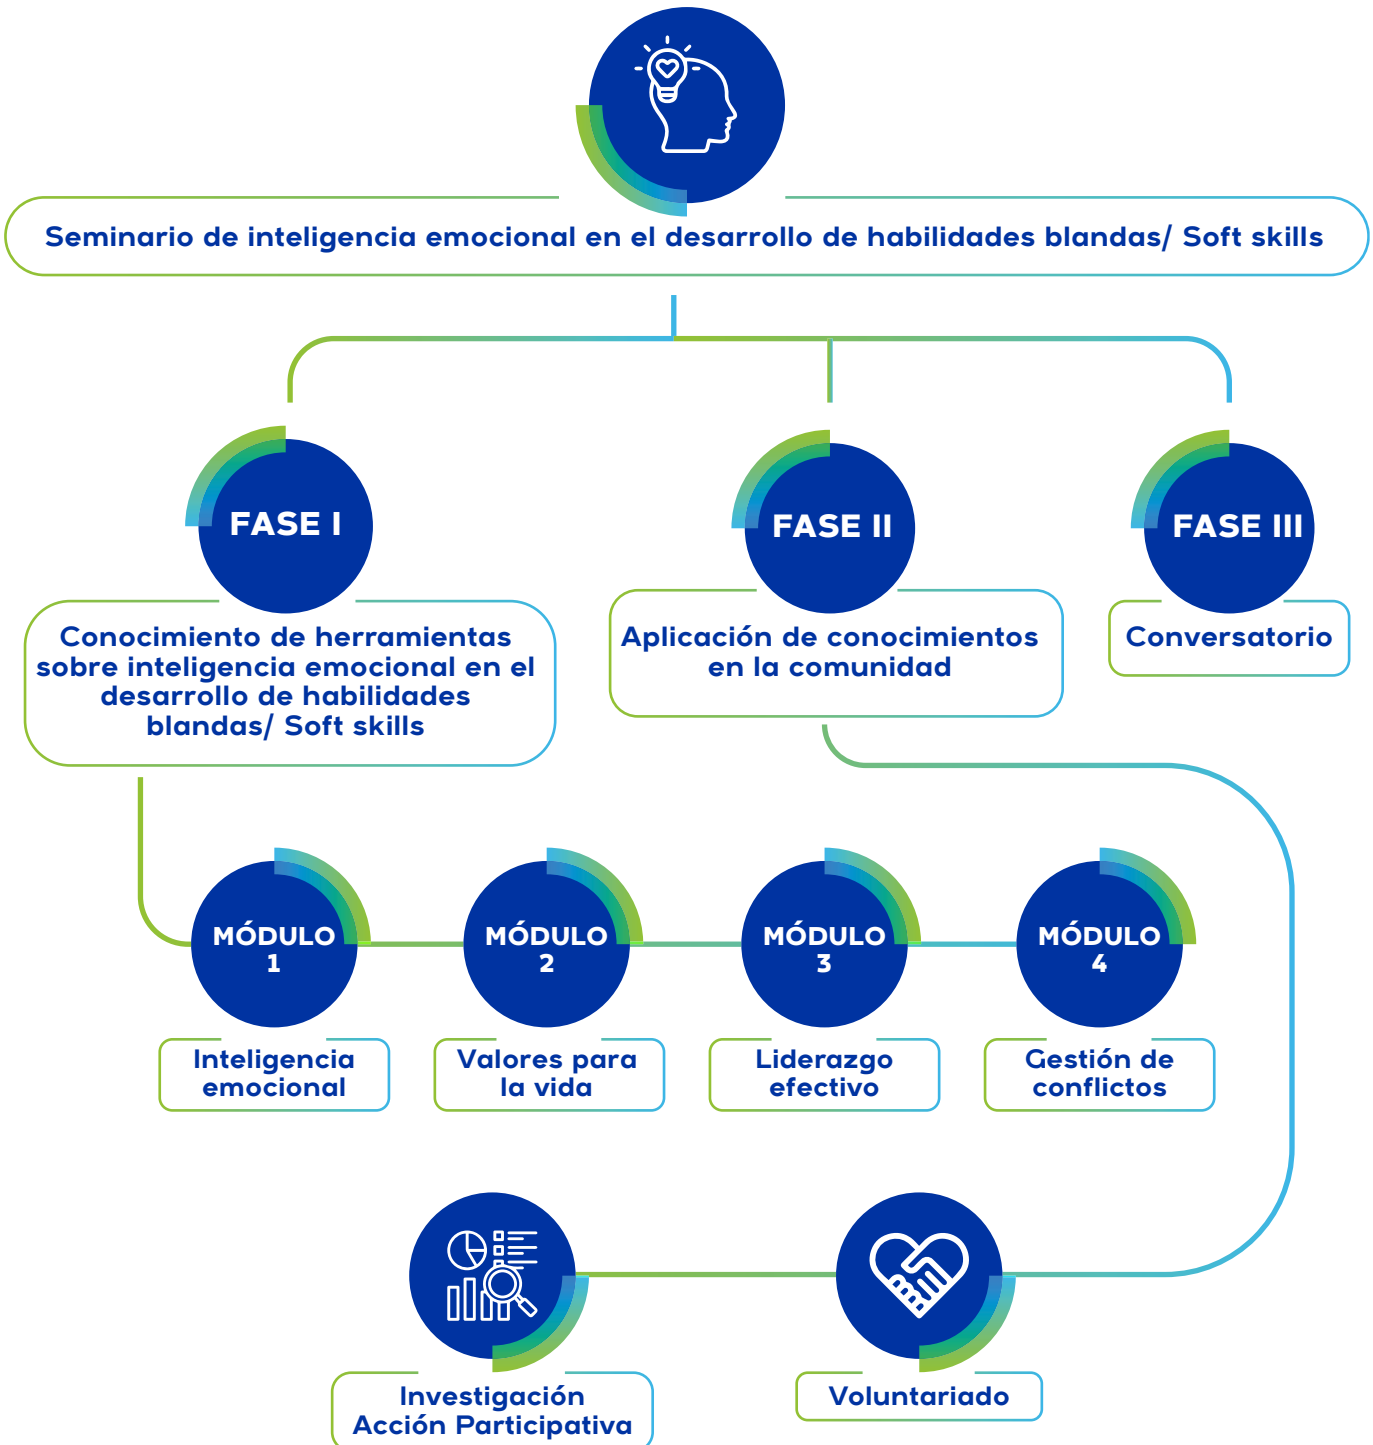 Seminario de inteligencia emocional en el desarrollo de habilidades blandas/ Soft skills
FASE I
Conocimiento de herramientas
sobre inteligencia emocional en el
desarrollo de habilidades
blandas/ Soft skills
FASE II
Aplicación de conocimientos
en la comunidad
FASE III
Conversatorio
MÓDULO
1
Inteligencia
emocional
MÓDULO
2
Valores para
la vida
MÓDULO
3
Liderazgo
efectivo
MÓDULO
4
Gestión de
conflictos
Investigación
Acción Participativa
Voluntariado